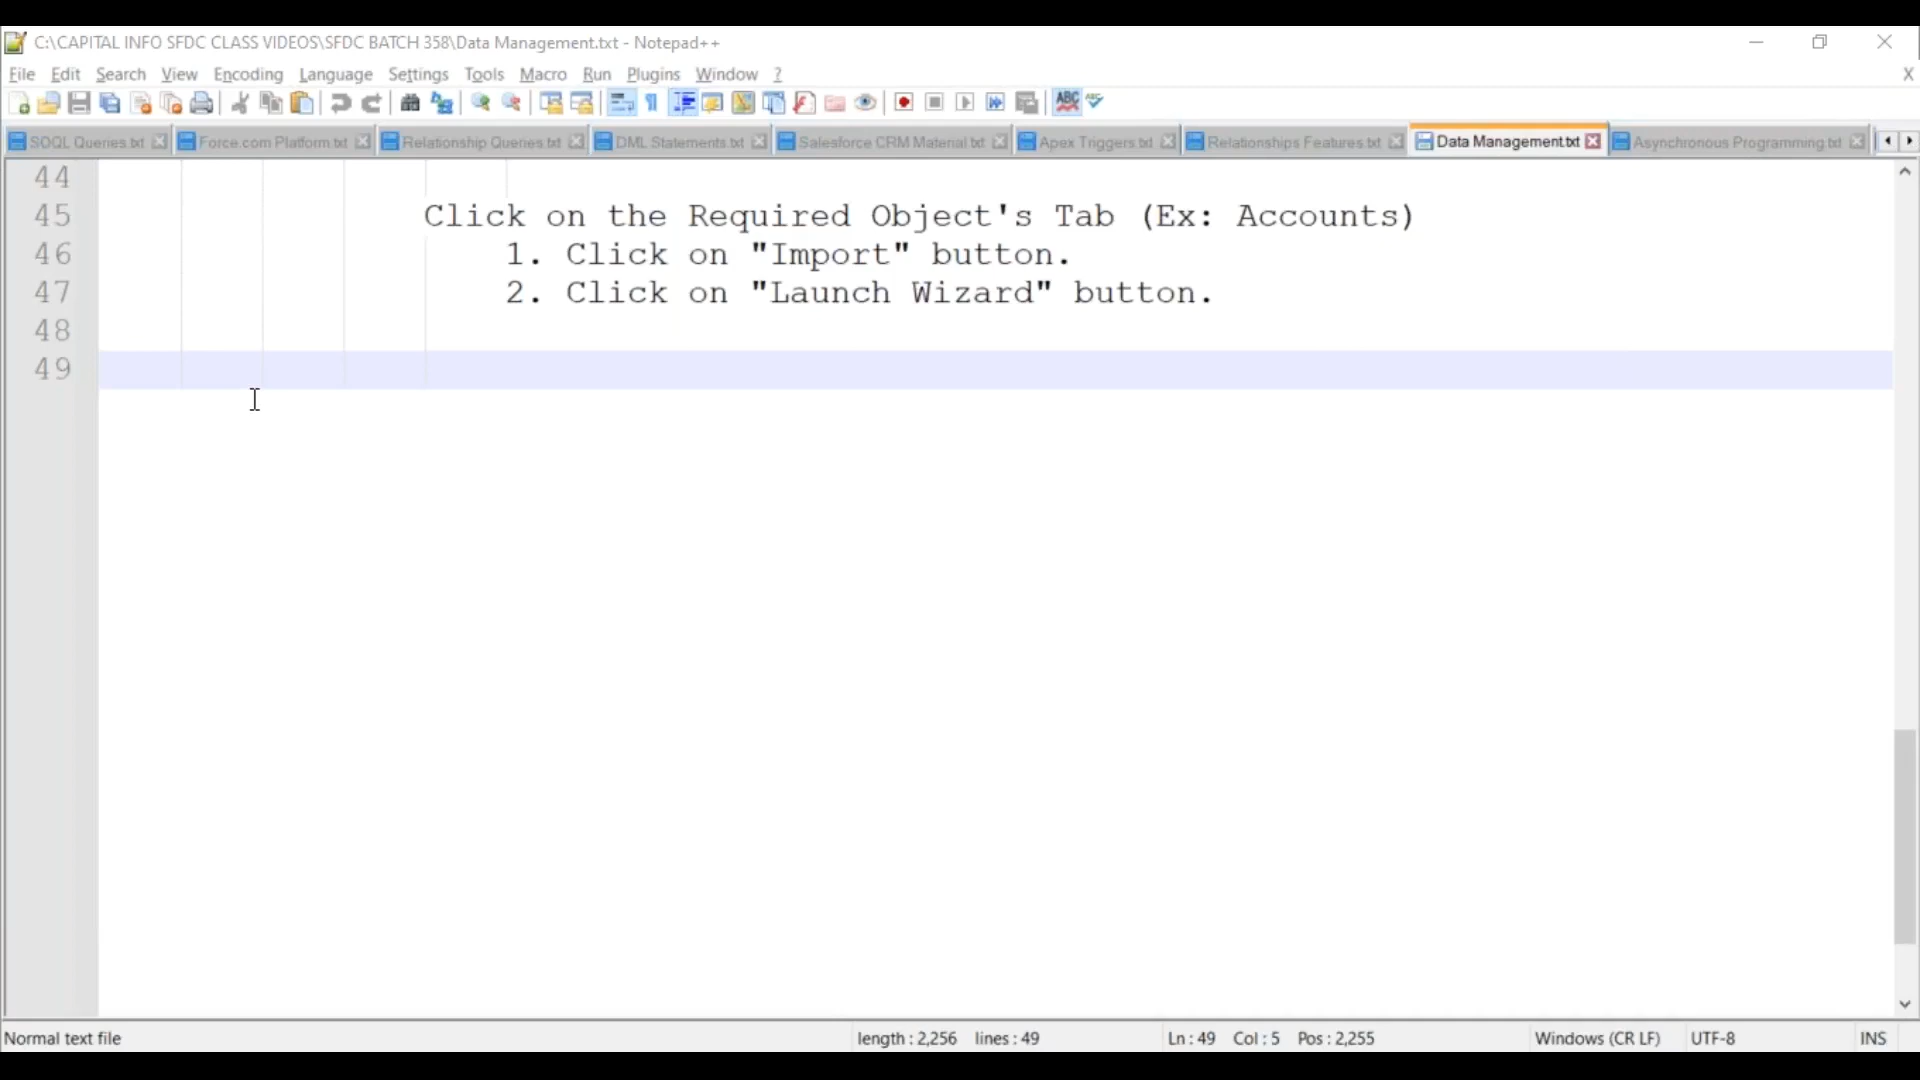 C:\CAPITAL INFO SFDC CLASS VIDEOS\SFDC BATCH 358\Data Management.txt - Notepad++
File Edit Search View Encoding Language Settings Tools Macro Run Plugins Window ? X
SOQL Queries.txt Force.com Platform.txt Relationship Queries.txt DML Statements.txt Salesforce CRM Material.txt Apex Triggers.txt Relationships Features.txt Data Management.txt Asynchronous Programming.txt
44
45 Click on the Required Object's Tab (Ex: Accounts)
46 1. Click on "Import" button.
47 2. Click on "Launch Wizard" button.
48
49
Normal text file length : 2,256 lines : 49 Ln : 49 Col : 5 Pos : 2,255 Windows (CR LF) UTF-8 INS